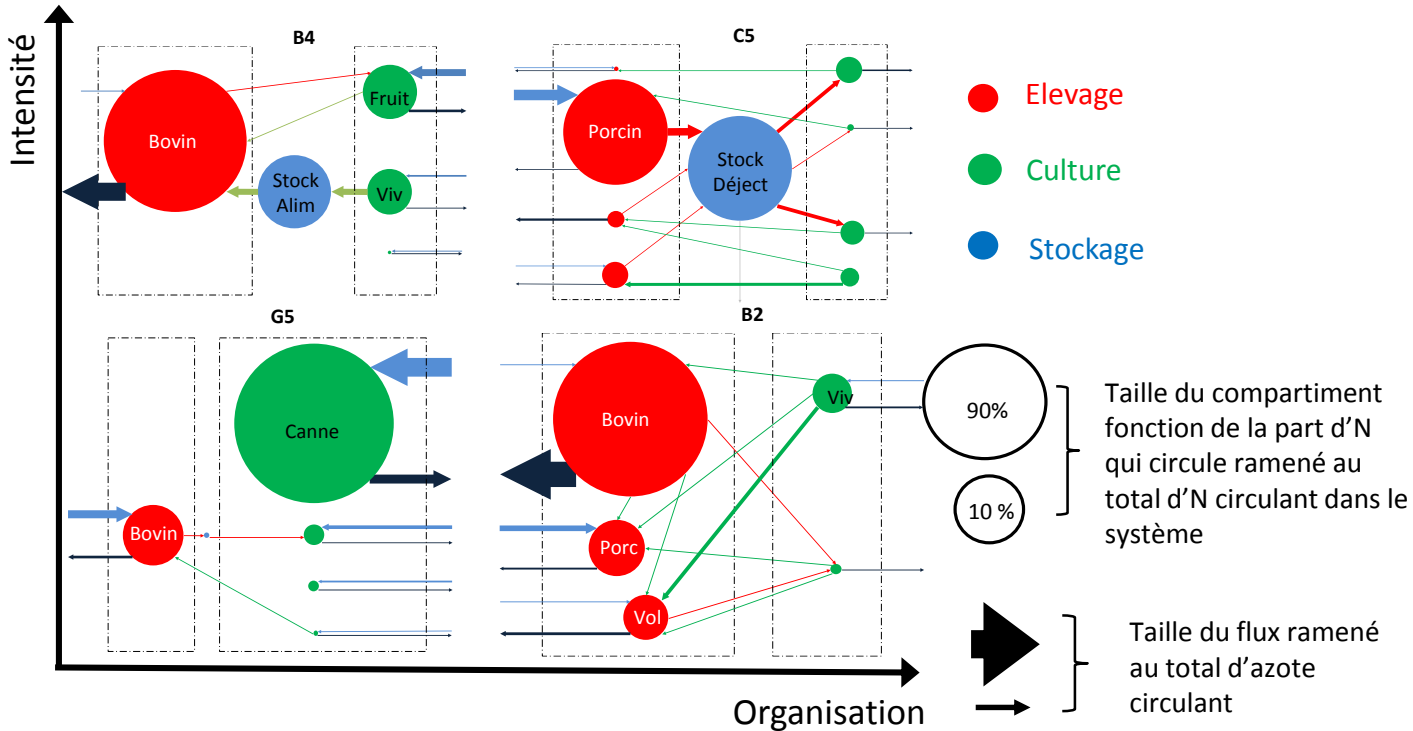 Intensité
B4
Bovin
Fruit
Stock
Alim
Viv
C5
Porcin
Stock
Déject
Elevage
Culture
Stockage
G5
Canne
Bovin
B2
Bovin
Viv
Porc
Vol
90%
10 %
Taille du compartiment
fonction de la part d’N
qui circule ramené au
total d’N circulant dans le
système
Taille du flux ramené
au total d’azote
circulant
Organisation